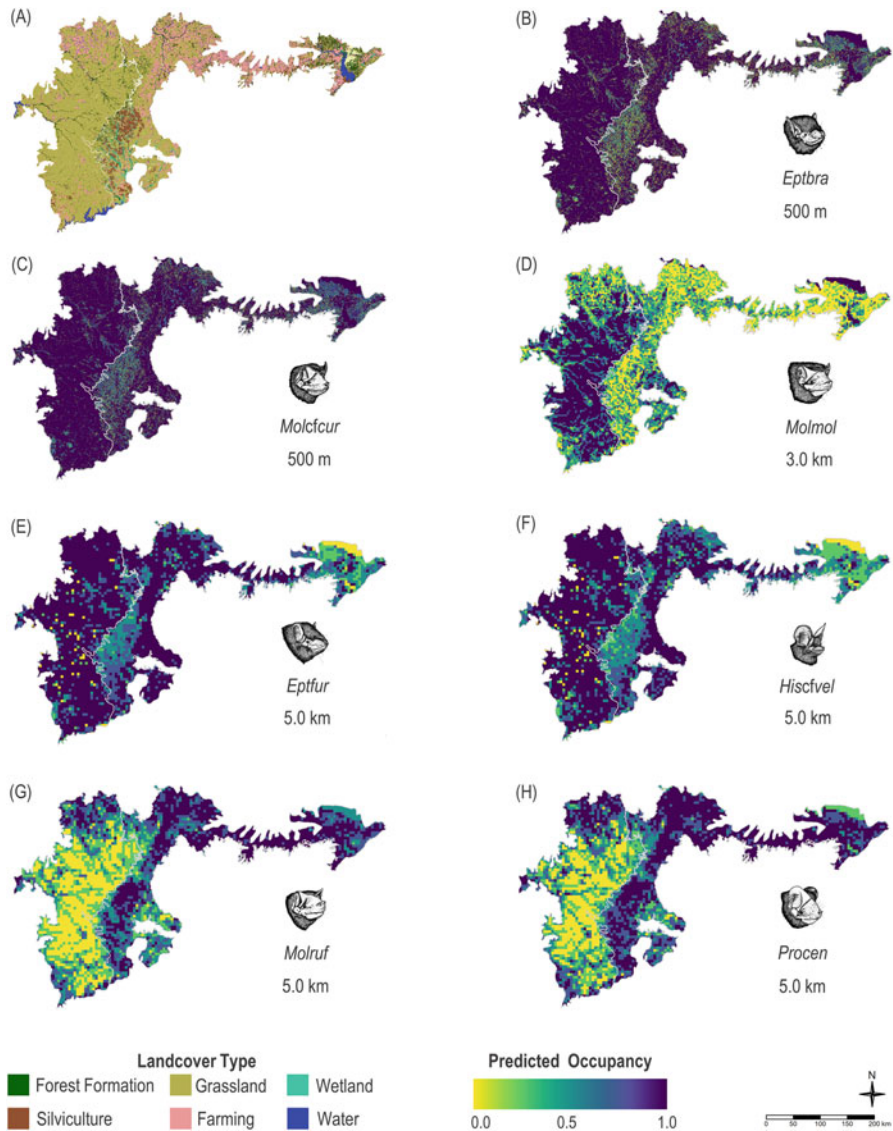 (A)
(B)
Eptbra
500 m
(C)
(D)
Molcfcur
500 m
Molmol
3.0 km
(E)
(F)
Eptfur
5.0 km
Hiscfvel
5.0 km
(G)
(H)
Molruf
5.0 km
Procen
5.0 km
Landcover Type
Forest Formation Grassland Wetland
Silviculture Farming Water
Predicted Occupancy
0.0 0.5 1.0
N
0 50 100 150 200 km